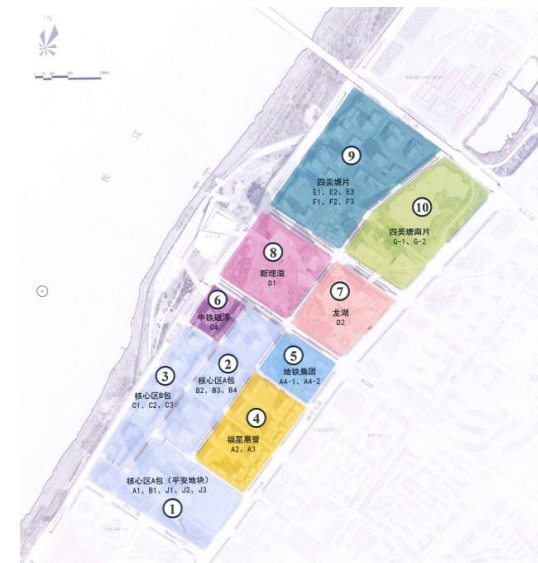 N
⑨
四美塘片
E1、E2、E3
F1、F2、F3
⑩
四美塘南片
G-1、G-2
⑧
新理溢
D1
⑦
龙湖
D2
⑥
中铁磁浮
C4
②
核心区A包
B2、B3、B4
⑤
地铁集团
A4-1、A4-2
③
核心区B包
C1、C2、C3
④
福星惠誉
A2、A3
核心区A包（平安地块）
A1、B1、J1、J2、J3
①
江
长